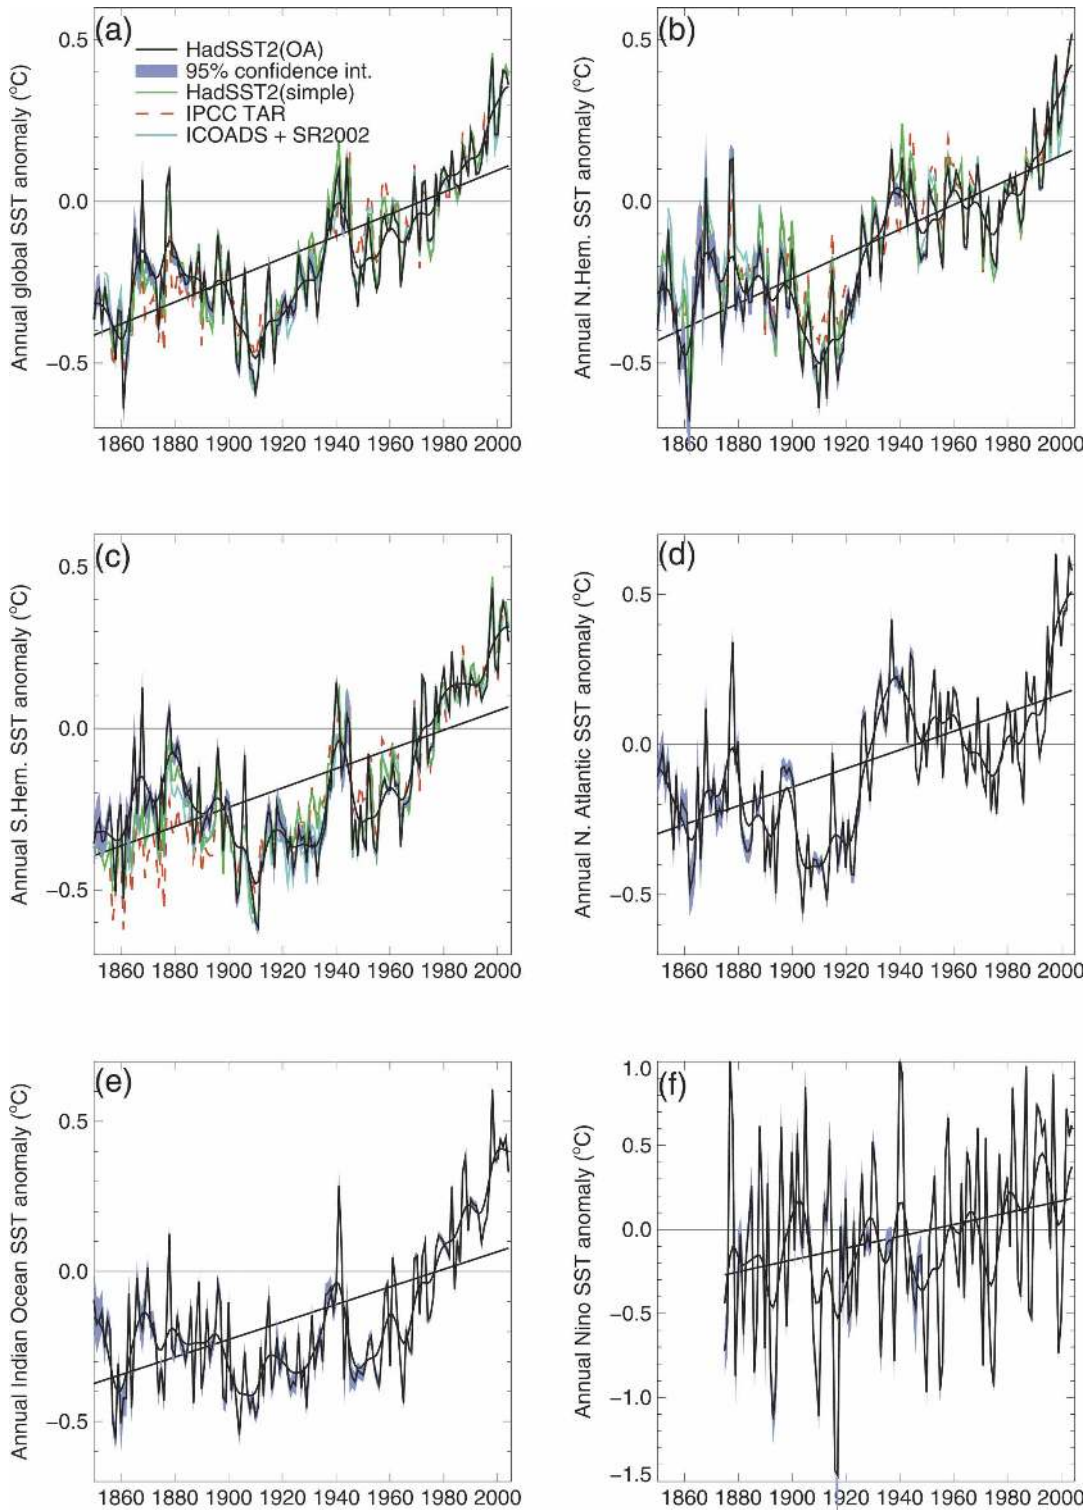 (a)
HadSST2(OA)
95% confidence int.
HadSST2(simple)
IPCC TAR
ICOADS + SR2002
Annual global SST anomaly (°C)
0.5
0.0
−0.5
1860 1880 1900 1920 1940 1960 1980 2000
(b)
Annual N.Hem. SST anomaly (°C)
0.5
0.0
−0.5
1860 1880 1900 1920 1940 1960 1980 2000
(c)
Annual S.Hem. SST anomaly (°C)
0.5
0.0
−0.5
1860 1880 1900 1920 1940 1960 1980 2000
(d)
Annual N. Atlantic SST anomaly (°C)
0.5
0.0
−0.5
1860 1880 1900 1920 1940 1960 1980 2000
(e)
Annual Indian Ocean SST anomaly (°C)
0.5
0.0
−0.5
1860 1880 1900 1920 1940 1960 1980 2000
(f)
Annual Nino SST anomaly (°C)
1.0
0.5
0.0
−0.5
−1.0
−1.5
1860 1880 1900 1920 1940 1960 1980 2000